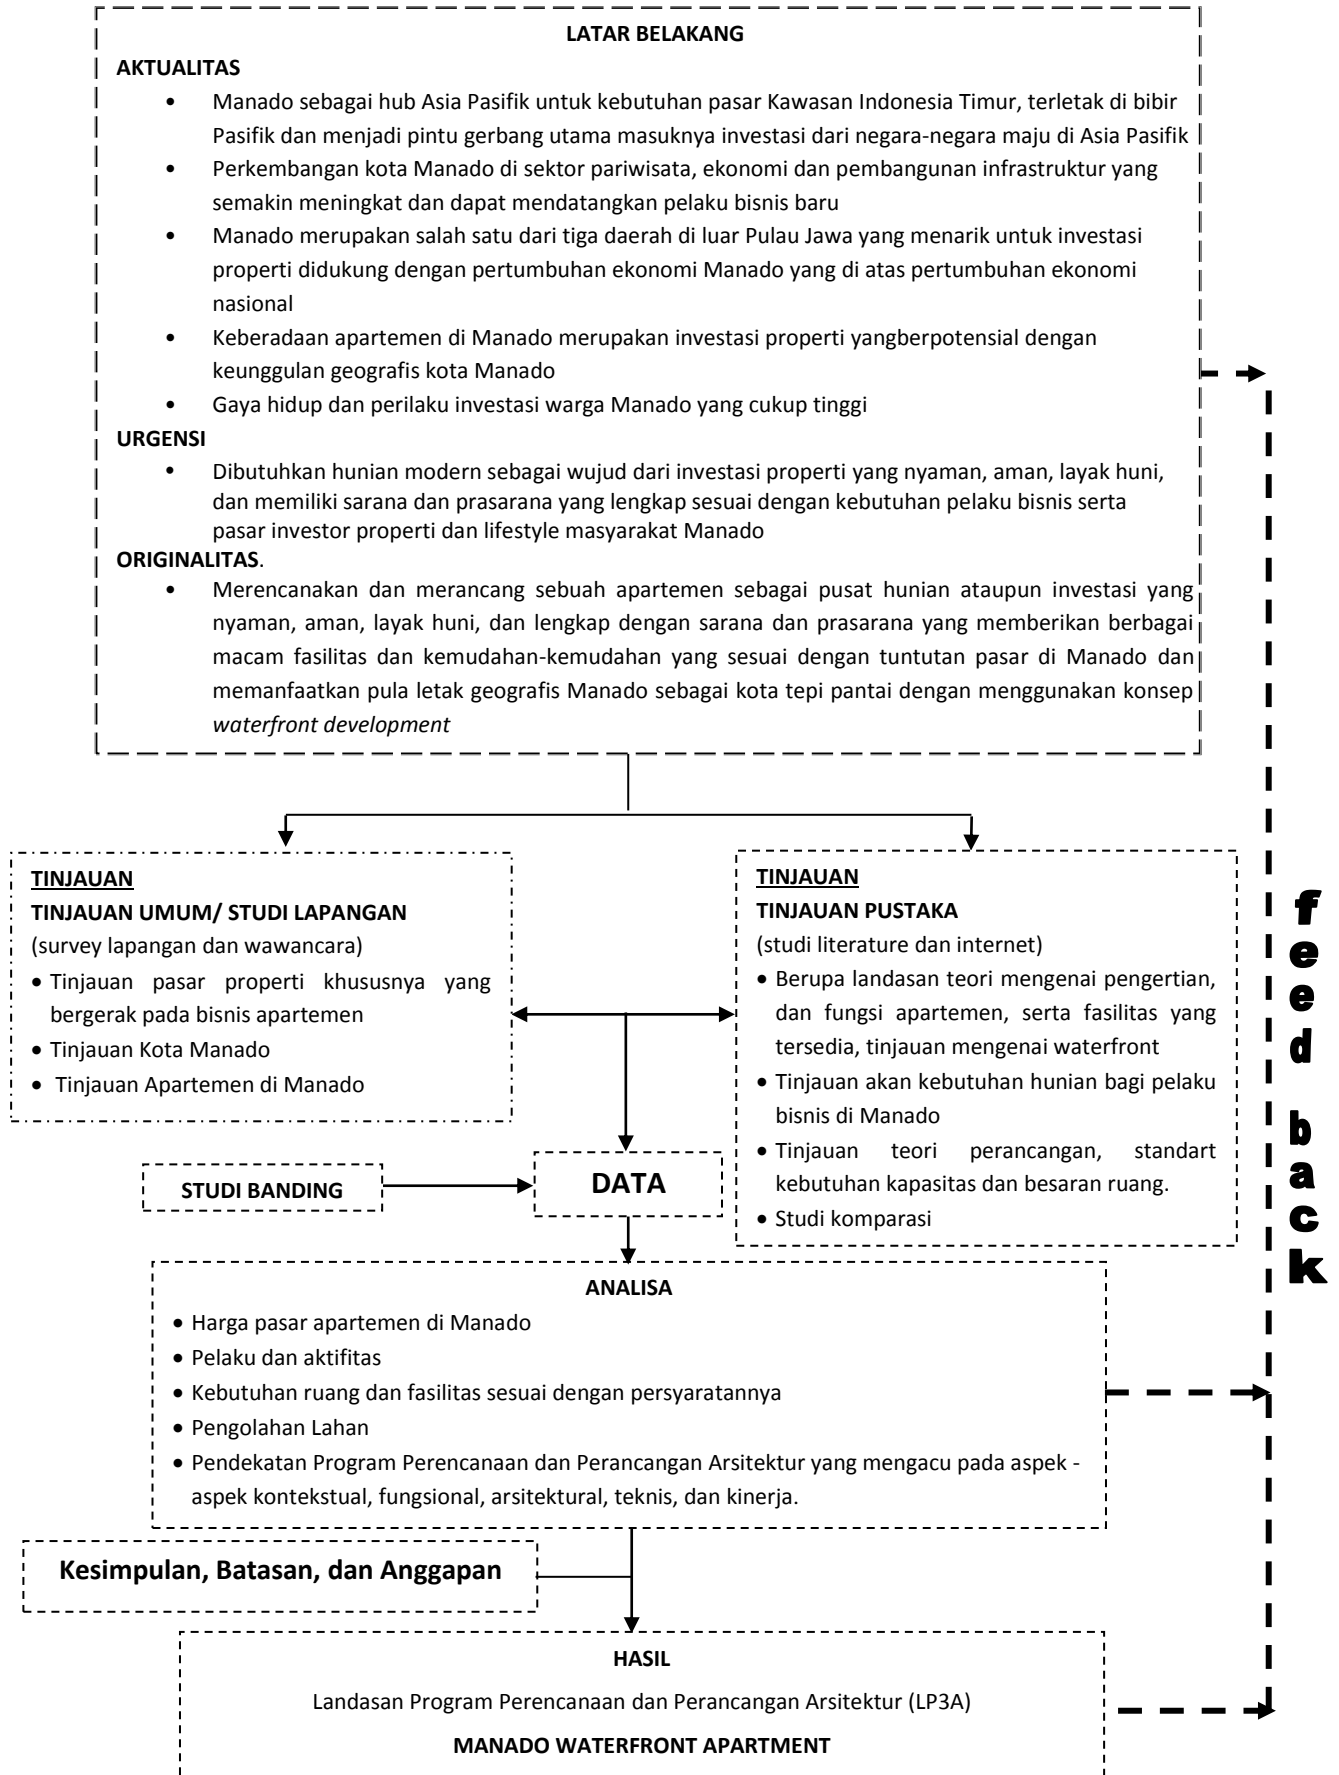 LATAR BELAKANG
AKTUALITAS
• Manado sebagai hub Asia Pasifik untuk kebutuhan pasar Kawasan Indonesia Timur, terletak di bibir
Pasifik dan menjadi pintu gerbang utama masuknya investasi dari negara-negara maju di Asia Pasifik
• Perkembangan kota Manado di sektor pariwisata, ekonomi dan pembangunan infrastruktur yang
semakin meningkat dan dapat mendatangkan pelaku bisnis baru
• Manado merupakan salah satu dari tiga daerah di luar Pulau Jawa yang menarik untuk investasi
properti didukung dengan pertumbuhan ekonomi Manado yang di atas pertumbuhan ekonomi
nasional
• Keberadaan apartemen di Manado merupakan investasi properti yangberpotensial dengan
keunggulan geografis kota Manado
• Gaya hidup dan perilaku investasi warga Manado yang cukup tinggi
URGENSI
• Dibutuhkan hunian modern sebagai wujud dari investasi properti yang nyaman, aman, layak huni,
dan memiliki sarana dan prasarana yang lengkap sesuai dengan kebutuhan pelaku bisnis serta
pasar investor properti dan lifestyle masyarakat Manado
ORIGINALITAS.
• Merencanakan dan merancang sebuah apartemen sebagai pusat hunian ataupun investasi yang
nyaman, aman, layak huni, dan lengkap dengan sarana dan prasarana yang memberikan berbagai
macam fasilitas dan kemudahan-kemudahan yang sesuai dengan tuntutan pasar di Manado dan
memanfaatkan pula letak geografis Manado sebagai kota tepi pantai dengan menggunakan konsep
waterfront development
TINJAUAN
TINJAUAN UMUM/ STUDI LAPANGAN
(survey lapangan dan wawancara)
• Tinjauan pasar properti khususnya yang
bergerak pada bisnis apartemen
• Tinjauan Kota Manado
• Tinjauan Apartemen di Manado
TINJAUAN
TINJAUAN PUSTAKA
(studi literature dan internet)
• Berupa landasan teori mengenai pengertian,
dan fungsi apartemen, serta fasilitas yang
tersedia, tinjauan mengenai waterfront
• Tinjauan akan kebutuhan hunian bagi pelaku
bisnis di Manado
• Tinjauan teori perancangan, standart
kebutuhan kapasitas dan besaran ruang.
• Studi komparasi
feed back
STUDI BANDING
DATA
ANALISA
• Harga pasar apartemen di Manado
• Pelaku dan aktifitas
• Kebutuhan ruang dan fasilitas sesuai dengan persyaratannya
• Pengolahan Lahan
• Pendekatan Program Perencanaan dan Perancangan Arsitektur yang mengacu pada aspek -
aspek kontekstual, fungsional, arsitektural, teknis, dan kinerja.
Kesimpulan, Batasan, dan Anggapan
HASIL
Landasan Program Perencanaan dan Perancangan Arsitektur (LP3A)
MANADO WATERFRONT APARTMENT